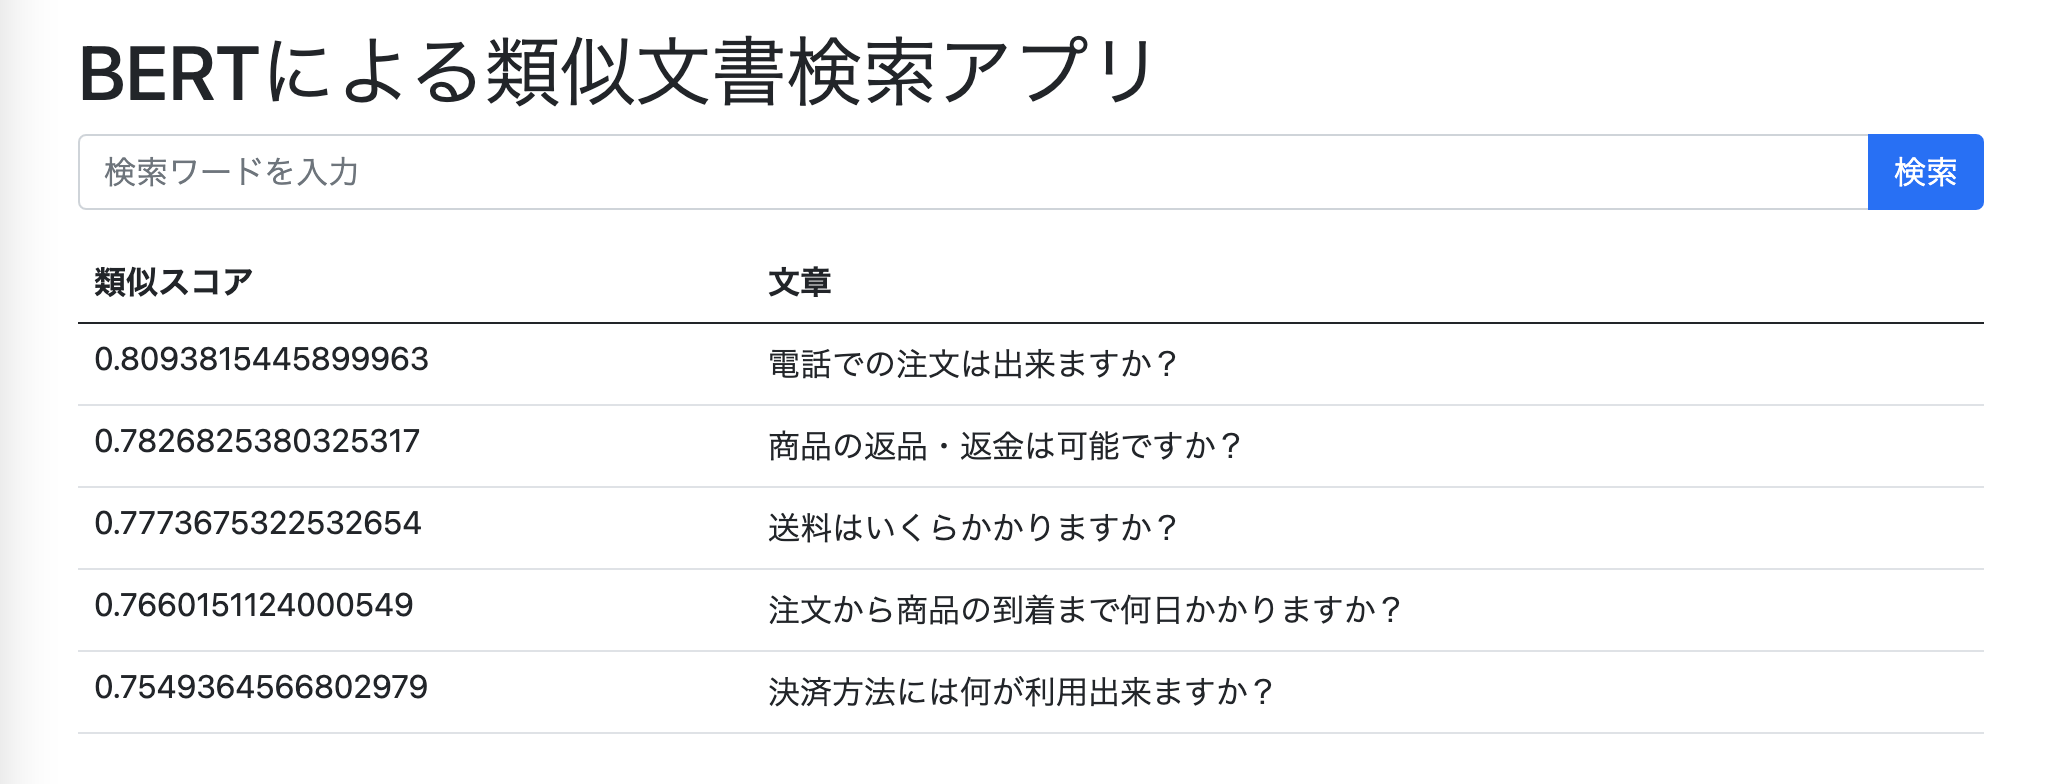 BERTによる類似文書検索アプリ
検索ワードを入力
検索
類似スコア 文章
0.8093815445899963 電話での注文は出来ますか？
0.7826825380325317 商品の返品・返金は可能ですか？
0.7773675322532654 送料はいくらかかりますか？
0.7660151124000549 注文から商品の到着まで何日かかりますか？
0.7549364566802979 決済方法には何が利用出来ますか？